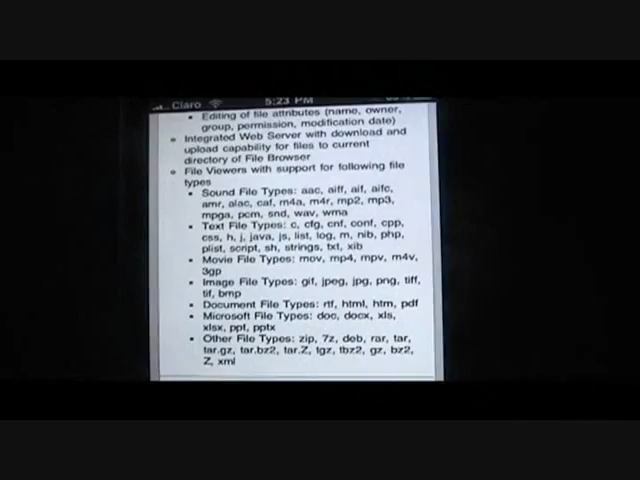 Claro 5:23 PM
Editing of file attributes (name, owner,
group, permission, modification date)
Integrated Web Server with download and
upload capability for files to current
directory of File Browser
File Viewers with support for following file
types
Sound File Types: aac, aiff, aif, aifc,
amr, alac, caf, m4a, m4r, mp2, mp3,
mpga, pcm, snd, wav, wma
Text File Types: c, cfg, cnf, conf, cpp,
css, h, j, java, js, list, log, m, nib, php,
plist, script, sh, strings, txt, xib
Movie File Types: mov, mp4, mpv, m4v,
3gp
Image File Types: gif, jpeg, jpg, png, tiff,
tif, bmp
Document File Types: rtf, html, htm, pdf
Microsoft File Types: doc, docx, xls,
xlsx, ppt, pptx
Other File Types: zip, 7z, deb, rar, tar,
tar.gz, tar.bz2, tar.Z, tgz, tbz2, gz, bz2,
Z, xml